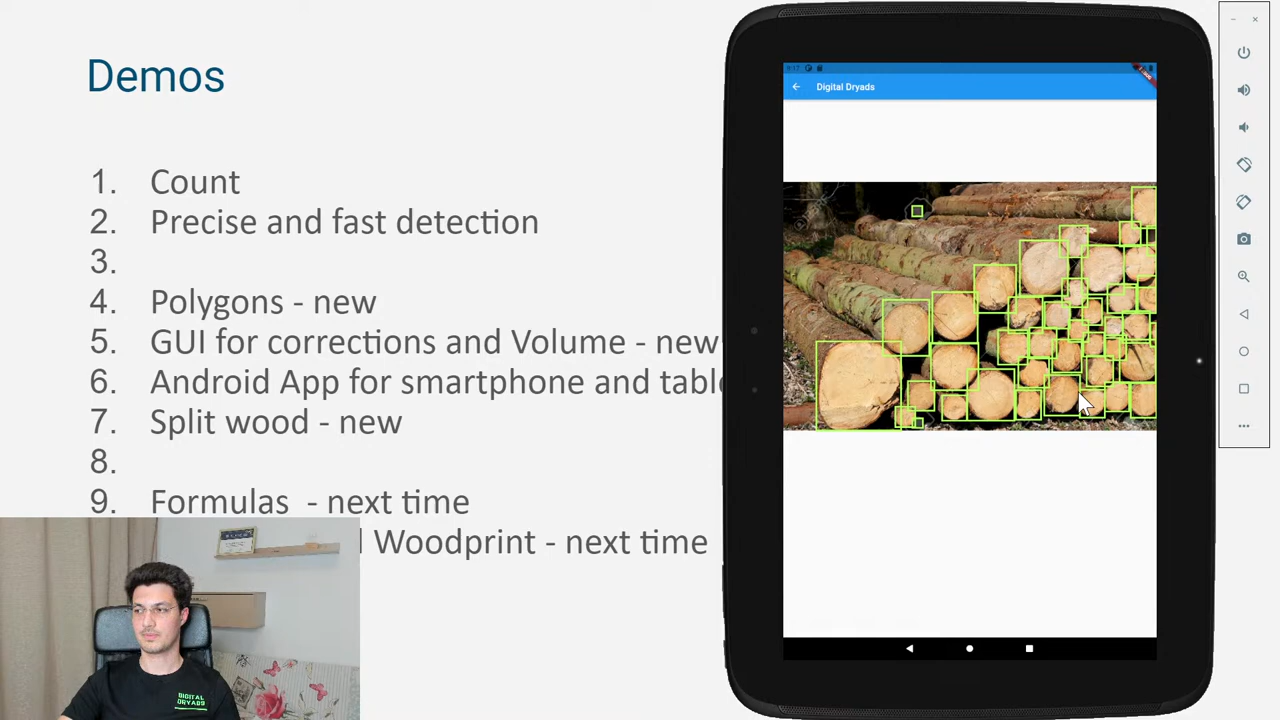 Demos
1. Count
2. Precise and fast detection
3.
4. Polygons - new
5. GUI for corrections and Volume - new
6. Android App for smartphone and table
7. Split wood - new
8.
9. Formulas - next time
Woodprint - next time
Digital Dryads
DIGITAL
DRYADS